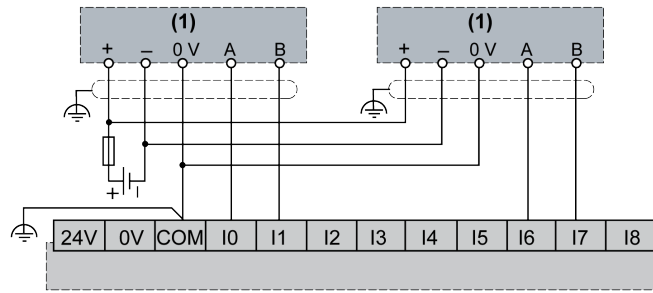 (1) (1)
+ – 0 V A B + – 0 V A B
+ –
24V 0V COM I0 I1 I2 I3 I4 I5 I6 I7 I8